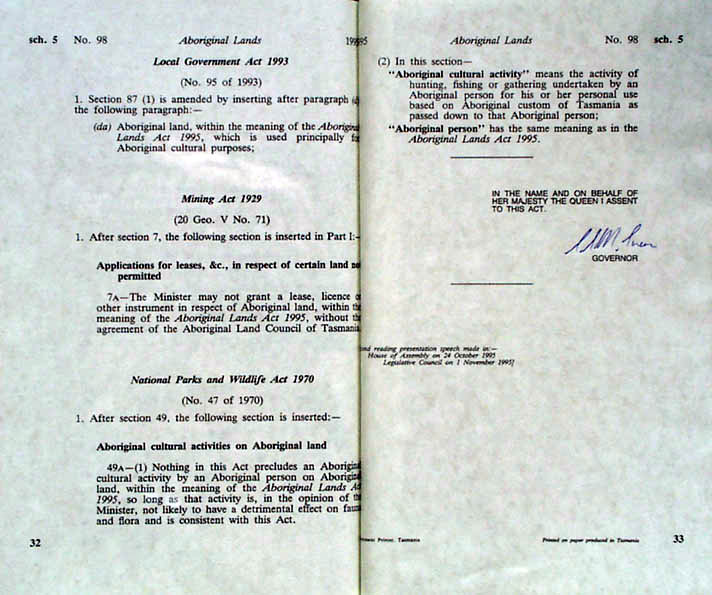 sch. 5 No. 98 Aboriginal Lands
Local Government Act 1993
(No. 95 of 1993)
1. Section 87 (1) is amended by inserting after paragraph
the following paragraph:—
(da) Aboriginal land, within the meaning of the Aboriginal
Lands Act 1995, which is used principally for
Aboriginal cultural purposes;
Mining Act 1929
(20 Geo. V No. 71)
1. After section 7, the following section is inserted in Part I:—
Applications for leases, &c., in respect of certain land not
permitted
7A—The Minister may not grant a lease, licence or
other instrument in respect of Aboriginal land, within the
meaning of the Aboriginal Lands Act 1995, without the
agreement of the Aboriginal Land Council of Tasmania.
National Parks and Wildlife Act 1970
(No. 47 of 1970)
1. After section 49, the following section is inserted:—
Aboriginal cultural activities on Aboriginal land
49A—(1) Nothing in this Act precludes an Aboriginal
cultural activity by an Aboriginal person on Aboriginal
land, within the meaning of the Aboriginal Lands Act
1995, so long as that activity is, in the opinion of the
Minister, not likely to have a detrimental effect on fauna
and flora and is consistent with this Act.
32
Aboriginal Lands No. 98 sch. 5
(2) In this section—
"Aboriginal cultural activity" means the activity of
hunting, fishing or gathering undertaken by an
Aboriginal person for his or her personal use
based on Aboriginal custom of Tasmania as
passed down to that Aboriginal person;
"Aboriginal person" has the same meaning as in the
Aboriginal Lands Act 1995.
IN THE NAME AND ON BEHALF OF
HER MAJESTY THE QUEEN I ASSENT
TO THIS ACT.
GOVERNOR
reading presentation speech made in:—
House of Assembly on 24 October 1995
Legislative Council on 1 November 1995]
Printer, Tasmania
Printed on paper produced in Tasmania
33